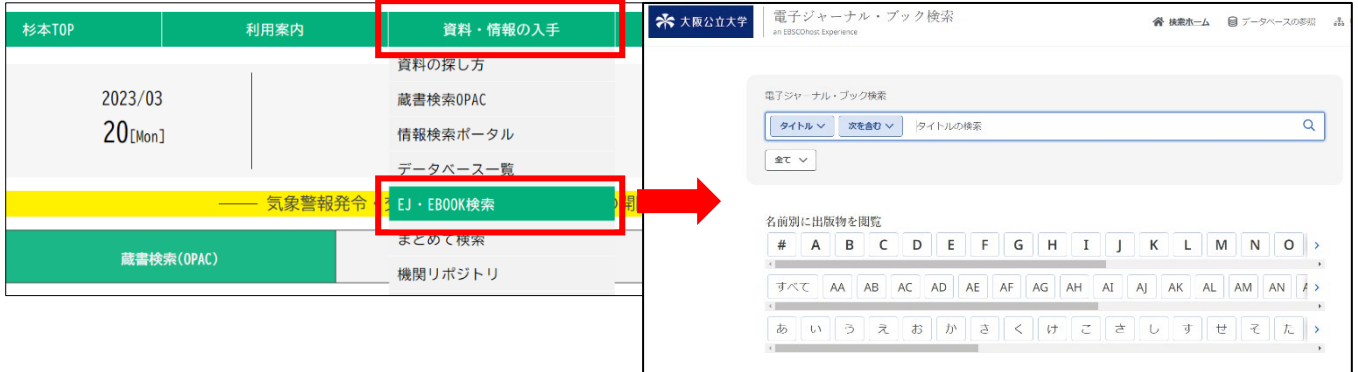 杉本TOP
利用案内
資料・情報の入手
資料の探し方
2023/03
20[Mon]
蔵書検索OPAC
情報検索ポータル
データベース一覧
気象警報発令・
EJ・EBOOK検索
の開
まとめて検索
蔵書検索(OPAC)
機関リポジトリ
大阪公立大学
電子ジャーナル・ブック検索
an EBSCOhost Experience
検索ホーム
データベースの参照
電子ジャーナル・ブック検索
タイトル 次を含む タイトルの検索
全て
名前別に出版物を閲覧
# A B C D E F G H I J K L M N O
すべて AA AB AC AD AE AF AG AH AI AJ AK AL AM AN
あ い う え お か き く け こ さ し す せ そ た